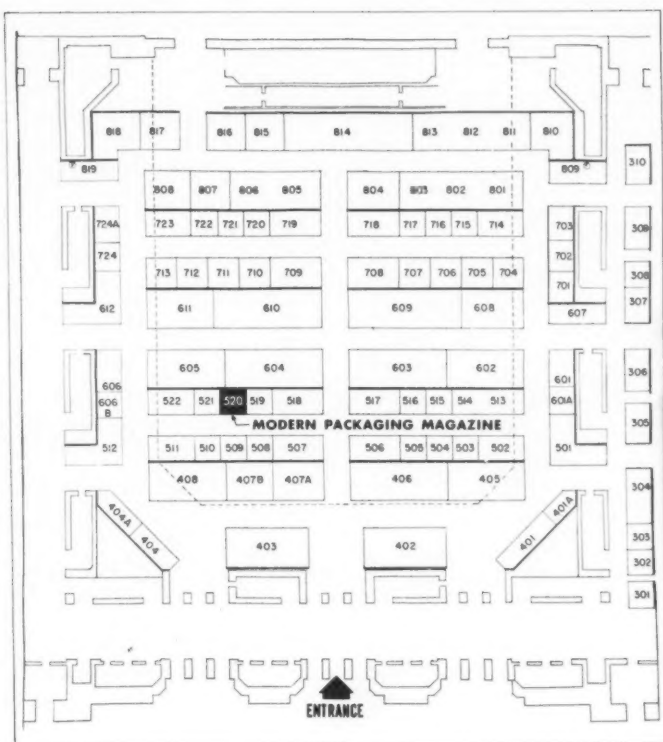 818 817 816 815 814 813 812 811 810
819 809 310
808 807 806 805 804 803 802 801
724A 723 722 721 720 719 718 717 716 715 714 703 309
724 702
713 712 711 710 709 708 707 706 705 704 701 308
612 611 610 609 608 607 307
605 604 603 602 306
606 601
606B 522 521 520 519 518 517 516 515 514 513 601A
MODERN PACKAGING MAGAZINE 305
512 511 510 509 508 507 506 505 504 503 502 501
408 407B 407A 406 405 304
404A 401A
404 403 402 401 303
302
301
ENTRANCE